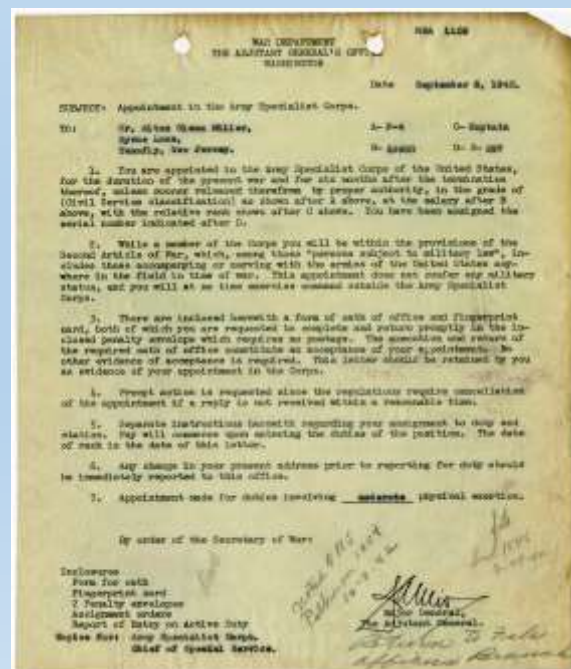 WAR DEPARTMENT
THE ADJUTANT GENERAL'S OFFICE
WASHINGTON
Date September 8, 1942.
SUBJECT: Appointment in the Army Specialist Corps.
TO: Mr. Alton Glenn Miller,
Tenafly, New Jersey.
C- Captain
1. You are appointed in the Army Specialist Corps of the United States,
for the duration of the present war and for six months after the termination
thereof, unless sooner relieved therefrom by proper authority, in the grade of
(Civil Service classification) as shown after A above, at the salary after B
above, with the relative rank shown after C above. You have been assigned the
serial number indicated after D.
2. While a member of the Corps you will be within the provisions of the
Second Article of War, which, among those "persons subject to military law", in-
cludes those accompanying or serving with the armies of the United States any-
where in the field in time of war. This appointment does not confer any military
status, and you will at no time exercise command outside the Army Specialist
Corps.
3. There are inclosed herewith a form of oath of office and fingerprint
card, both of which you are requested to complete and return promptly in the in-
closed penalty envelope which requires no postage. The execution and return of
the required oath of office constitute an acceptance of your appointment. No
other evidence of acceptance is required. This letter should be retained by you
as evidence of your appointment in the Corps.
4. Prompt action is requested since the regulations require cancellation
of the appointment if a reply is not received within a reasonable time.
5. Separate instructions herewith regarding your assignment to duty and
station. Pay will commence upon entering the duties of the position. The date
of rank is the date of this letter.
6. Any change in your present address prior to reporting for duty should
be immediately reported to this office.
7. Appointment made for duties involving moderate physical exertion.
By order of the Secretary of War:
Inclosures
Form for oath
Fingerprint card
2 Penalty envelopes
Assignment orders
Report of Entry on Active Duty
Major General,
The Adjutant General.
Copies for: Army Specialist Corps.
Chief of Special Service.